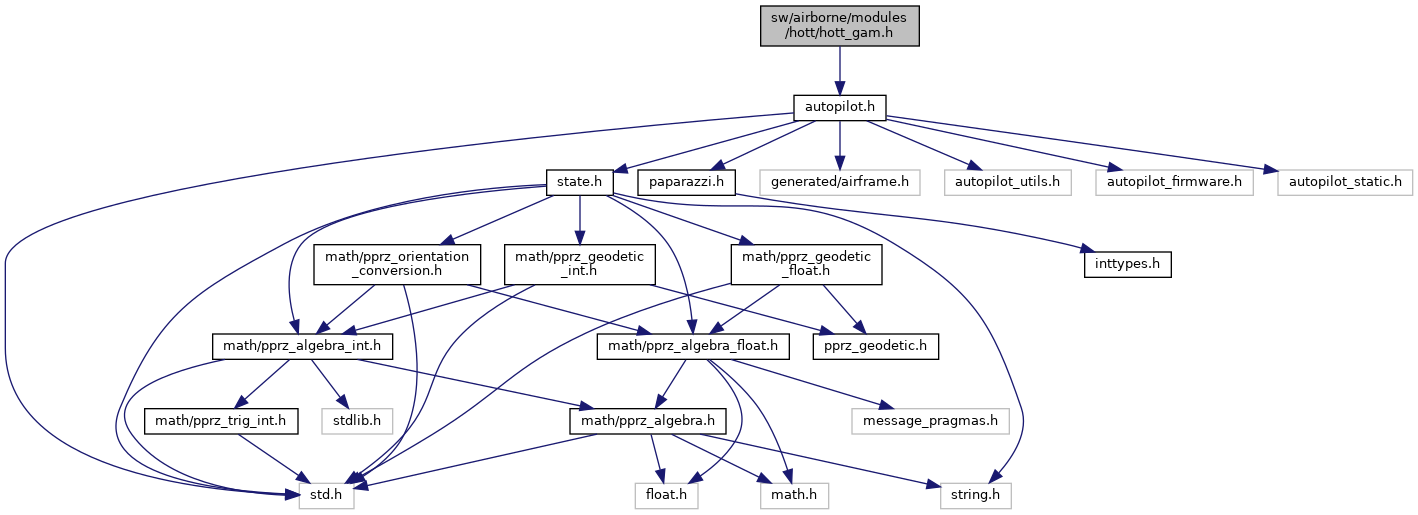 sw/airborne/modules
/hott/hott_gam.h
autopilot.h
state.h
paparazzi.h
generated/airframe.h
autopilot_utils.h
autopilot_firmware.h
autopilot_static.h
math/pprz_orientation
_conversion.h
math/pprz_geodetic
_int.h
math/pprz_geodetic
_float.h
inttypes.h
math/pprz_algebra_int.h
math/pprz_algebra_float.h
pprz_geodetic.h
math/pprz_trig_int.h
stdlib.h
math/pprz_algebra.h
message_pragmas.h
std.h
float.h
math.h
string.h